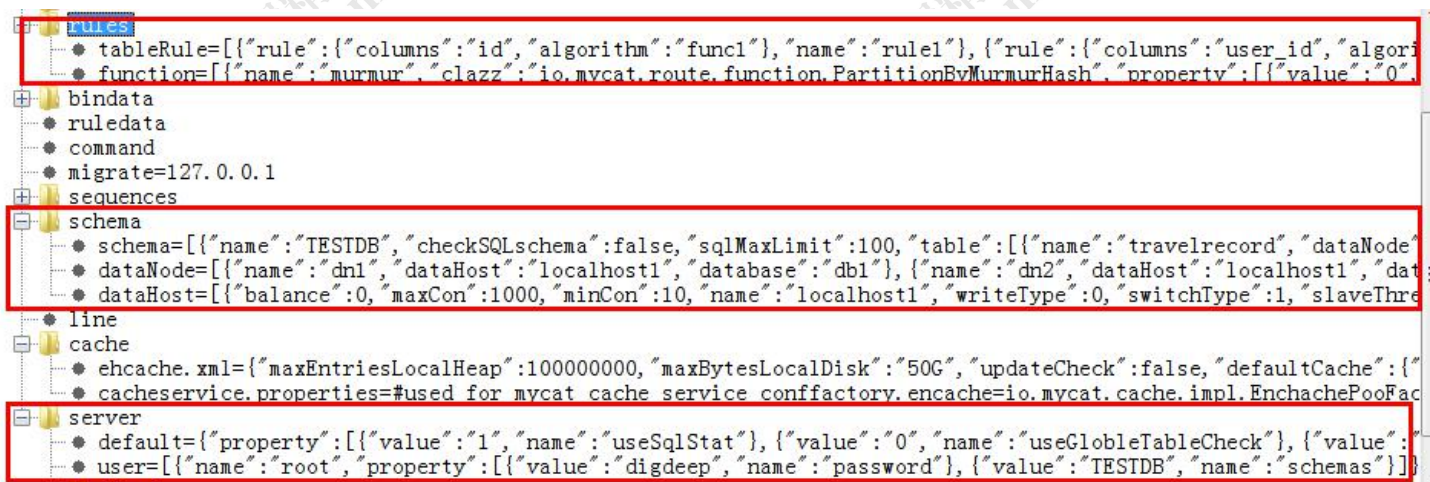 rules
tableRule=[{"rule":{"columns":"id","algorithm":"func1"},"name":"rule1"},{"rule":{"columns":"user_id","algori
function=[{"name":"murmur","clazz":"io.mycat.route.function.PartitionByMurmurHash","property":[{"value":"0",
bindata
ruledata
command
migrate=127.0.0.1
sequences
schema
schema=[{"name":"TESTDB","checkSQLschema":false,"sqlMaxLimit":100,"table":[{"name":"travelrecord","dataNode"
dataNode=[{"name":"dn1","dataHost":"localhost1","database":"db1"},{"name":"dn2","dataHost":"localhost1","dat
dataHost=[{"balance":0,"maxCon":1000,"minCon":10,"name":"localhost1","writeType":0,"switchType":1,"slaveThre
line
cache
ehcache.xml={"maxEntriesLocalHeap":100000000,"maxBytesLocalDisk":"50G","updateCheck":false,"defaultCache":{"
cacheservice.properties=#used for mycat cache service conffactory.encache=io.mycat.cache.impl.EnchachePooFac
server
default={"property":[{"value":"1","name":"useSqlStat"},{"value":"0","name":"useGlobleTableCheck"},{"value":"
user=[{"name":"root","property":[{"value":"digdeep","name":"password"},{"value":"TESTDB","name":"schemas"}]}